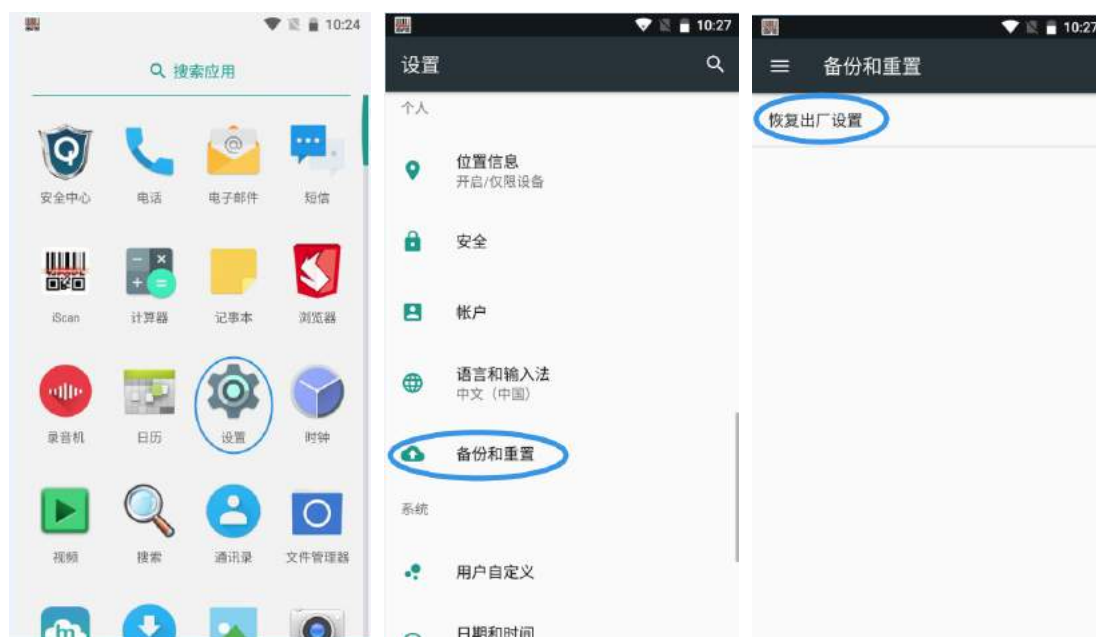 10:24
搜索应用
安全中心
电话
电子邮件
短信
iScan
计算器
记事本
浏览器
录音机
日历
设置
时钟
视频
搜索
通讯录
文件管理器
10:27
设置
个人
位置信息
开启/仅限设备
安全
帐户
语言和输入法
中文（中国）
备份和重置
系统
用户自定义
日期和时间
10:27
备份和重置
恢复出厂设置